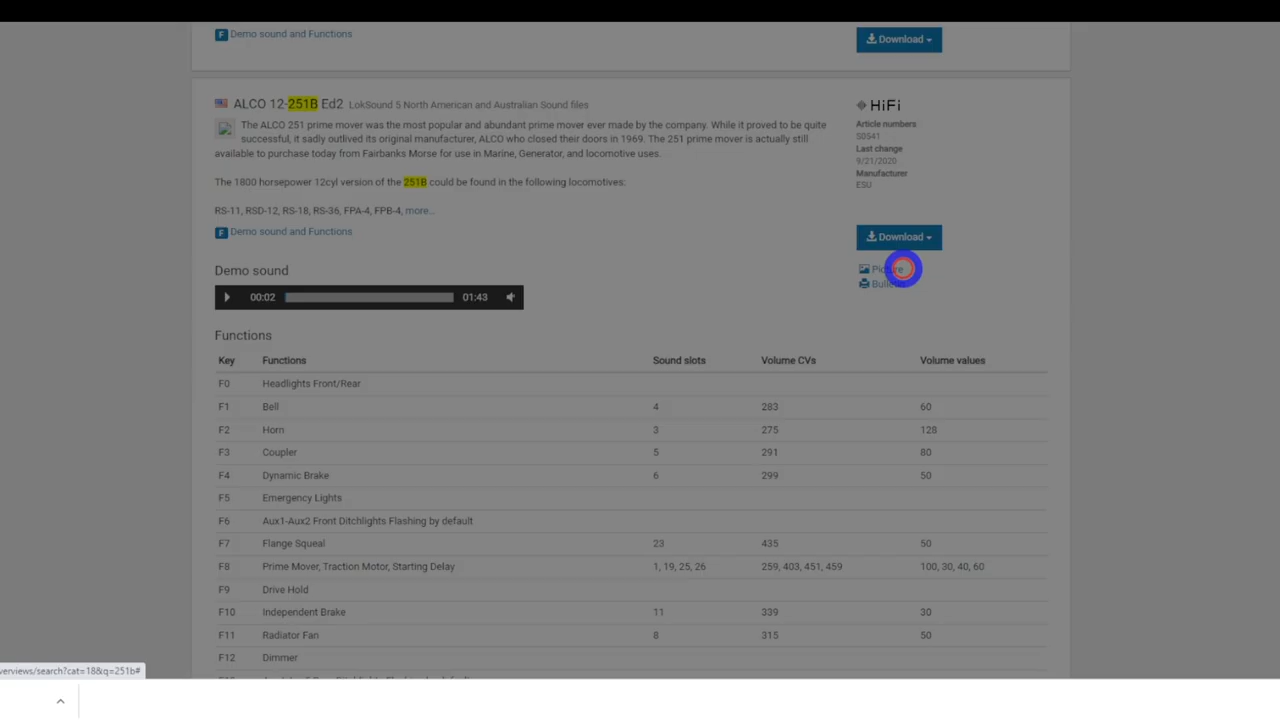 Demo sound and Functions
Download
ALCO 12-251B Ed2 LokSound 5 North American and Australian Sound files
HiFi
The ALCO 251 prime mover was the most popular and abundant prime mover ever made by the company. While it proved to be quite
successful, it sadly outlived its original manufacturer, ALCO who closed their doors in 1969. The 251 prime mover is actually still
available to purchase today from Fairbanks Morse for use in Marine, Generator, and locomotive uses.
Article numbers
S0541
Last change
9/21/2020
Manufacturer
ESU
The 1800 horsepower 12cyl version of the 251B could be found in the following locomotives:
RS-11, RSD-12, RS-18, RS-36, FPA-4, FPB-4, more...
Demo sound and Functions
Download
Picture
Bulletin
Demo sound
00:02 01:43
Functions
Key Functions Sound slots Volume CVs Volume values
F0 Headlights Front/Rear
F1 Bell 4 283 60
F2 Horn 3 275 128
F3 Coupler 5 291 80
F4 Dynamic Brake 6 299 50
F5 Emergency Lights
F6 Aux1-Aux2 Front Ditchlights Flashing by default
F7 Flange Squeal 23 435 50
F8 Prime Mover, Traction Motor, Starting Delay 1, 19, 25, 26 259, 403, 451, 459 100, 30, 40, 60
F9 Drive Hold
F10 Independent Brake 11 339 30
F11 Radiator Fan 8 315 50
F12 Dimmer
verviews/search?cat=18&q=251b#